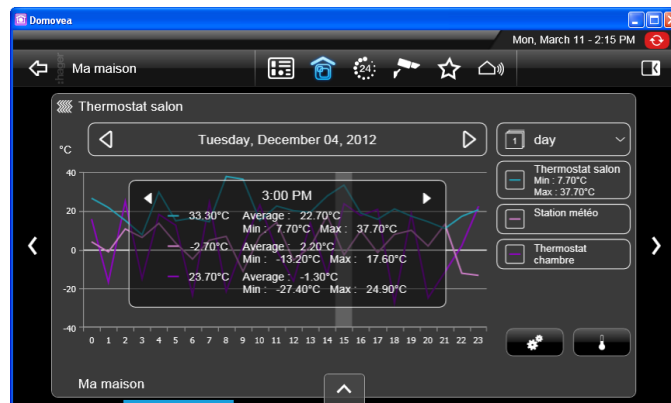 Domovea
Mon, March 11 - 2:15 PM
:hager
Ma maison
24
Thermostat salon
°C
Tuesday, December 04, 2012
1
day
40
20
0
-20
-40
3:00 PM
33.30°C Average : 22.70°C
Min : 7.70°C Max : 37.70°C
-2.70°C Average : 2.20°C
Min : -13.20°C Max : 17.60°C
23.70°C Average : -1.30°C
Min : -27.40°C Max : 24.90°C
Thermostat salon
Min : 7.70°C
Max : 37.70°C
Station météo
Thermostat
chambre
0 1 2 3 4 5 6 7 8 9 10 11 12 13 14 15 16 17 18 19 20 21 22 23
Ma maison